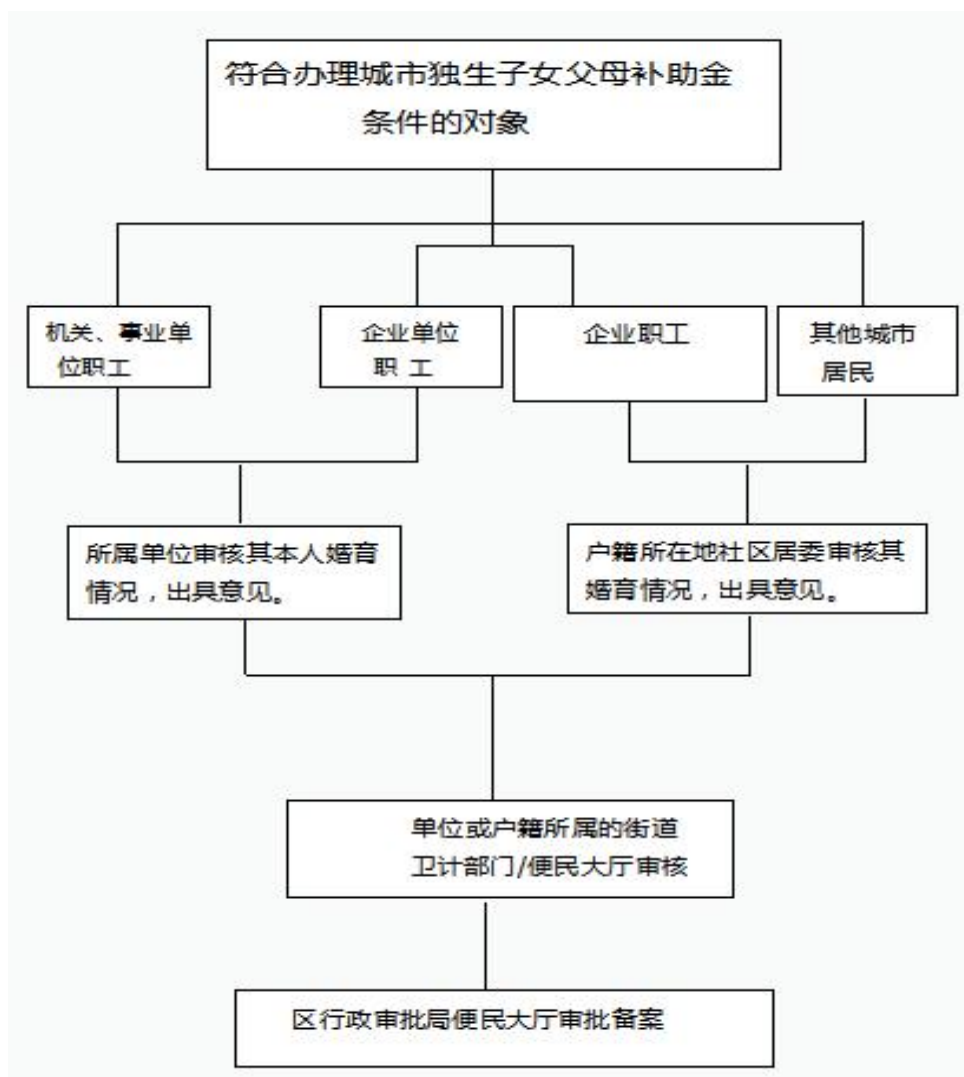 符合办理城市独生子女父母补助金
条件的对象
机关、事业单
位职工
企业单位
职 工
企业职工
其他城市
居民
所属单位审核其本人婚育
情况，出具意见。
户籍所在地社区居委审核其
婚育情况，出具意见。
单位或户籍所属的街道
卫计部门/便民大厅审核
区行政审批局便民大厅审批备案